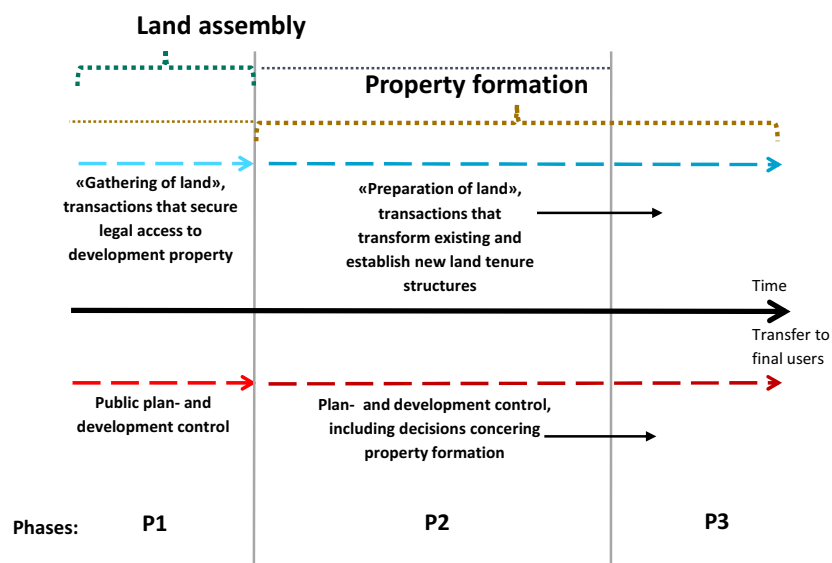 Land assembly
Property formation
«Gathering of land»,
transactions that secure
legal access to
development property
«Preparation of land»,
transactions that
transform existing and
establish new land tenure
structures
Time
Transfer to
final users
Public plan- and
development control
Plan- and development control,
including decisions concering
property formation
Phases:
P1
P2
P3